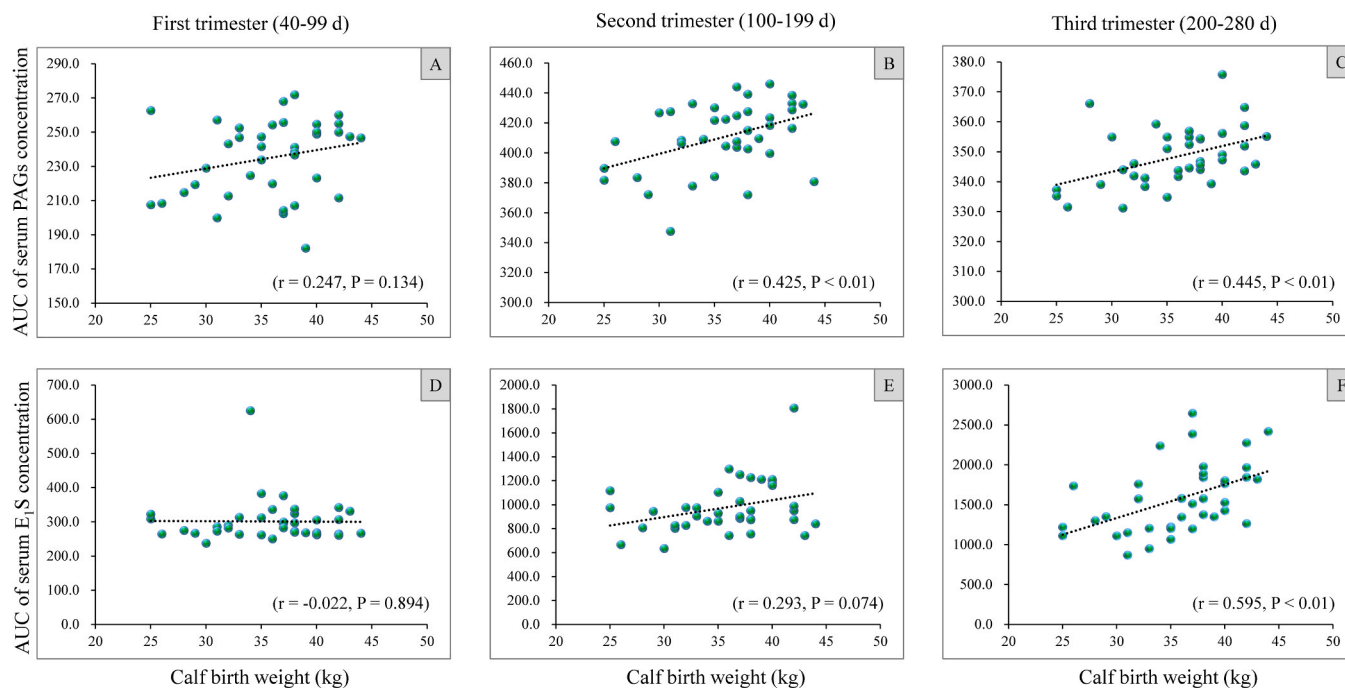 First trimester (40-99 d)
Second trimester (100-199 d)
Third trimester (200-280 d)
AUC of serum PAGs concentration
A
290.0
270.0
250.0
230.0
210.0
190.0
170.0
150.0
20 25 30 35 40 45 50
(r = 0.247, P = 0.134)
B
460.0
440.0
420.0
400.0
380.0
360.0
340.0
320.0
300.0
20 25 30 35 40 45 50
(r = 0.425, P < 0.01)
C
380.0
370.0
360.0
350.0
340.0
330.0
320.0
310.0
300.0
20 25 30 35 40 45 50
(r = 0.445, P < 0.01)
AUC of serum E₁S concentration
D
700.0
600.0
500.0
400.0
300.0
200.0
100.0
0.0
20 25 30 35 40 45 50
(r = -0.022, P = 0.894)
Calf birth weight (kg)
E
2000.0
1800.0
1600.0
1400.0
1200.0
1000.0
800.0
600.0
400.0
200.0
0.0
20 25 30 35 40 45 50
(r = 0.293, P = 0.074)
Calf birth weight (kg)
F
3000.0
2500.0
2000.0
1500.0
1000.0
500.0
0.0
20 25 30 35 40 45 50
(r = 0.595, P < 0.01)
Calf birth weight (kg)